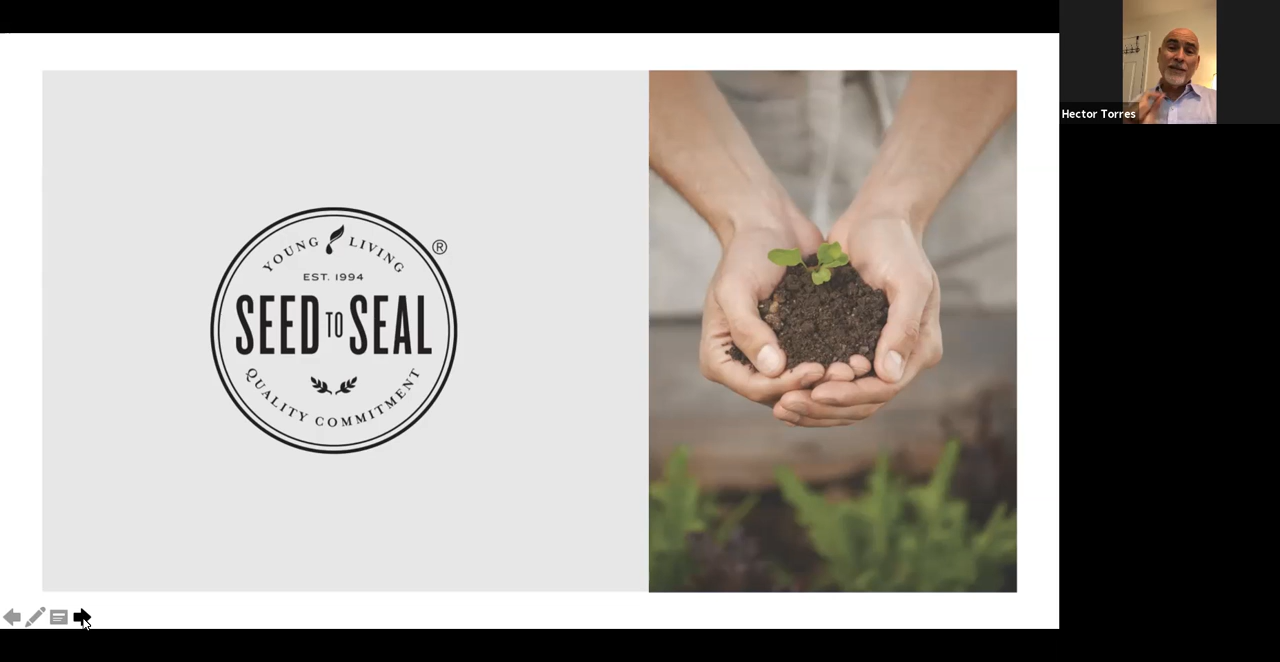 YOUNG LIVING
®
EST. 1994
SEED TO SEAL
QUALITY COMMITMENT
Hector Torres